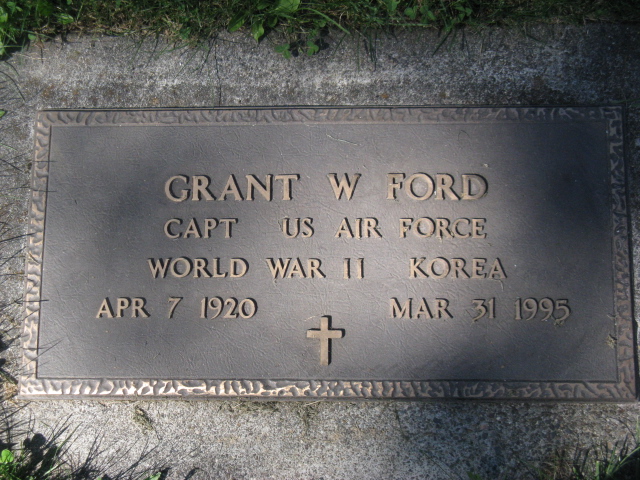 GRANT W FORD
CAPT US AIR FORCE
WORLD WAR II KOREA
APR 7 1920 MAR 31 1995